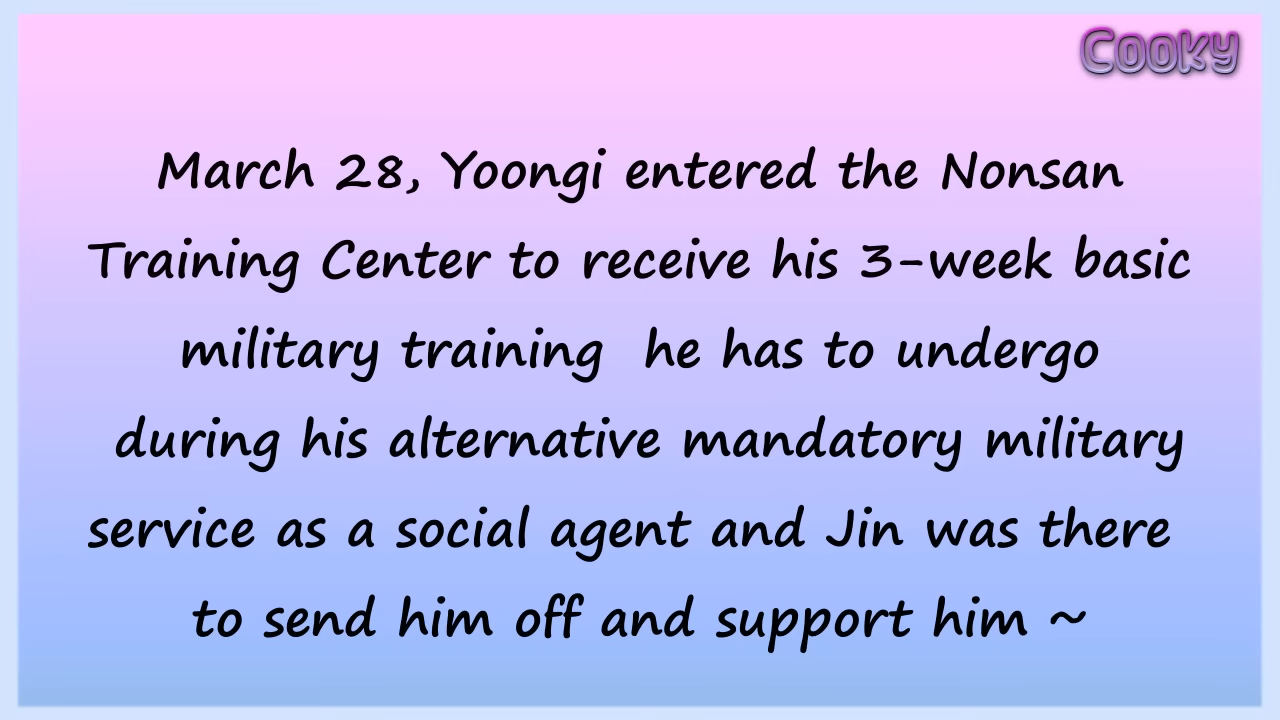 Cooky
March 28, Yoongi entered the Nonsan
Training Center to receive his 3-week basic
military training he has to undergo
during his alternative mandatory military
service as a social agent and Jin was there
to send him off and support him ~